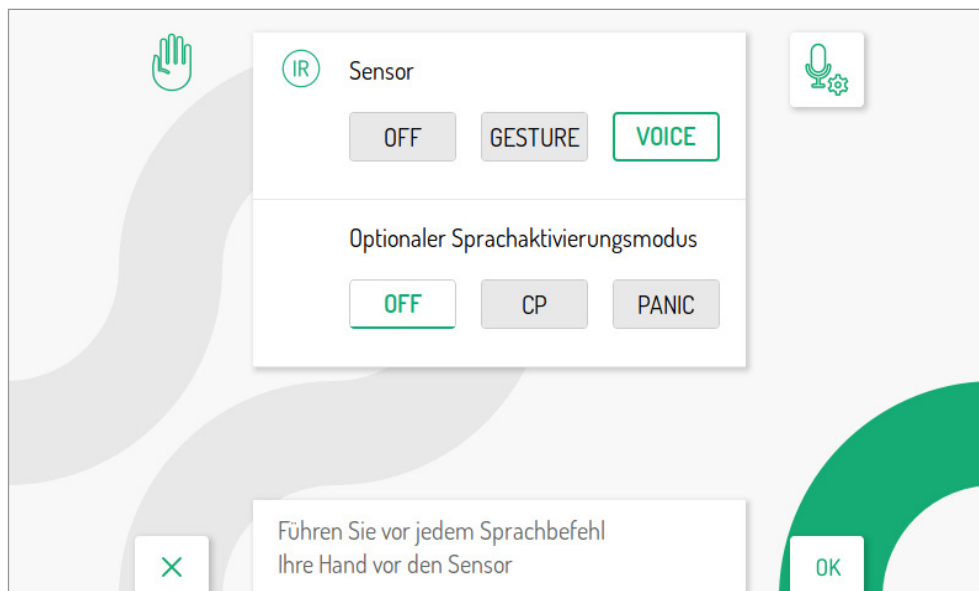 IR Sensor
OFF GESTURE VOICE
Optionaler Sprachaktivierungsmodus
OFF CP PANIC
Führen Sie vor jedem Sprachbefehl
Ihre Hand vor den Sensor
OK